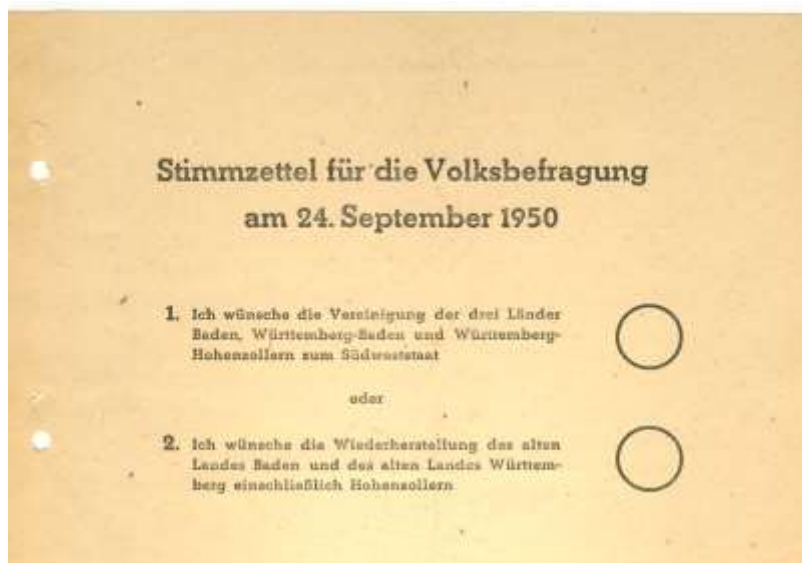 Stimmzettel für die Volksbefragung
am 24. September 1950
1. Ich wünsche die Vereinigung der drei Länder
Baden, Württemberg-Baden und Württemberg-
Hohenzollern zum Südweststaat
oder
2. Ich wünsche die Wiederherstellung des alten
Landes Baden und des alten Landes Württem-
berg einschließlich Hohenzollern